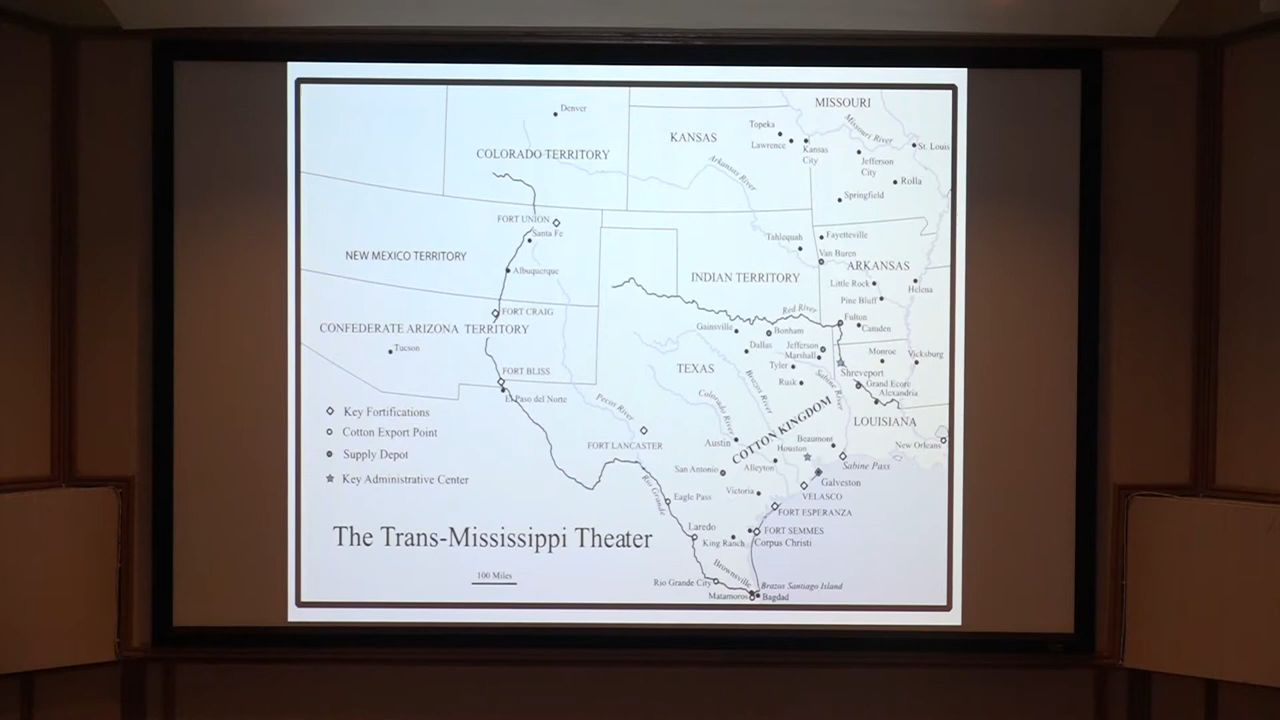 MISSOURI
Denver
Topeka
KANSAS
Lawrence
Kansas
City
Missouri River
St. Louis
COLORADO TERRITORY
Jefferson
City
Arkansas River
Rolla
Springfield
FORT UNION
Santa Fe
Tahlequah
Fayetteville
Van Buren
NEW MEXICO TERRITORY
ARKANSAS
Albuquerque
INDIAN TERRITORY
Little Rock
Helena
Pine Bluff
FORT CRAIG
Red River
Fulton
CONFEDERATE ARIZONA TERRITORY
Gainsville
Bonham
Camden
Tucson
Dallas
Jefferson
Marshall
Monroe
Vicksburg
TEXAS
Tyler
Shreveport
FORT BLISS
Rusk
Sabine River
Grand Ecore
Alexandria
El Paso del Norte
Pecos River
Colorado River
Brazos River
COTTON KINGDOM
LOUISIANA
Key Fortifications
Cotton Export Point
FORT LANCASTER
Austin
Houston
Beaumont
New Orleans
Supply Depot
San Antonio
Alleyton
Sabine Pass
Key Administrative Center
Rio Grande
Galveston
Eagle Pass
Victoria
VELASCO
FORT ESPERANZA
The Trans-Mississippi Theater
Laredo
FORT SEMMES
King Ranch
Corpus Christi
100 Miles
Rio Grande City
Brownsville
Brazos Santiago Island
Matamoros
Bagdad